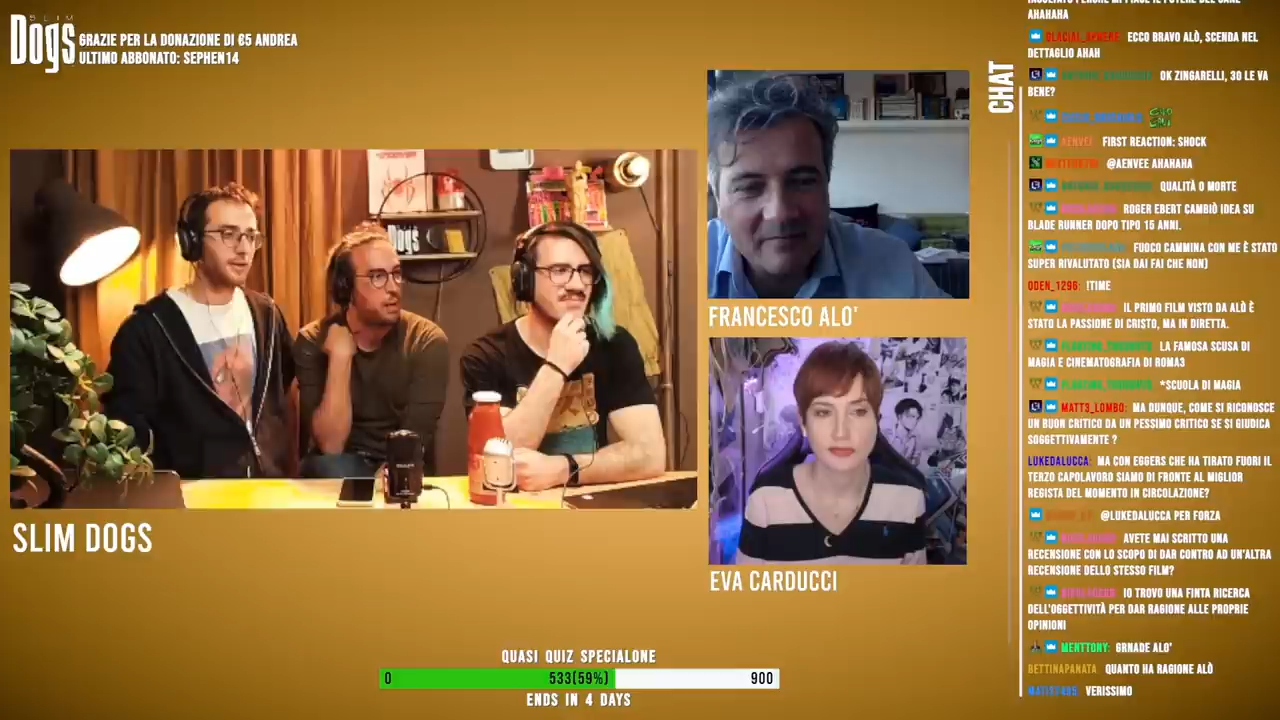 SLIM
Dogs
GRAZIE PER LA DONAZIONE DI €5 ANDREA
ULTIMO ABBONATO: SEPHEN14
Dogs
SLIM DOGS
FRANCESCO ALO'
EVA CARDUCCI
QUASI QUIZ SPECIALONE
0 533(59%) 900
ENDS IN 4 DAYS
CHAT
AHAHAHA
ECCO BRAVO ALÒ, SCENDA NEL
DETTAGLIO AHAH
OK ZINGARELLI, 30 LE VA
BENE?
FIRST REACTION: SHOCK
@AENVEE AHAHAHA
QUALITÀ O MORTE
ROGER EBERT CAMBIÒ IDEA SU
BLADE RUNNER DOPO TIPO 15 ANNI.
FUOCO CAMMINA CON ME È STATO
SUPER RIVALUTATO (SIA DAI FAI CHE NON)
ODEN_1296: !TIME
IL PRIMO FILM VISTO DA ALÒ È
STATO LA PASSIONE DI CRISTO, MA IN DIRETTA.
LA FAMOSA SCUSA DI
MAGIA E CINEMATOGRAFIA DI ROMA3
*SCUOLA DI MAGIA
MATT3_LOMBO: MA DUNQUE, COME SI RICONOSCE
UN BUON CRITICO DA UN PESSIMO CRITICO SE SI GIUDICA
SOGGETTIVAMENTE ?
LUKEDALUCCA: MA CON EGGERS CHE HA TIRATO FUORI IL
TERZO CAPOLAVORO SIAMO DI FRONTE AL MIGLIOR
REGISTA DEL MOMENTO IN CIRCOLAZIONE?
@LUKEDALUCCA PER FORZA
AVETE MAI SCRITTO UNA
RECENSIONE CON LO SCOPO DI DAR CONTRO AD UN'ALTRA
RECENSIONE DELLO STESSO FILM?
IO TROVO UNA FINTA RICERCA
DELL'OGGETTIVITÀ PER DAR RAGIONE ALLE PROPRIE
OPINIONI
MENTTONY: GRNADE ALO'
BETTINAPANATA QUANTO HA RAGIONE ALÒ
VERISSIMO